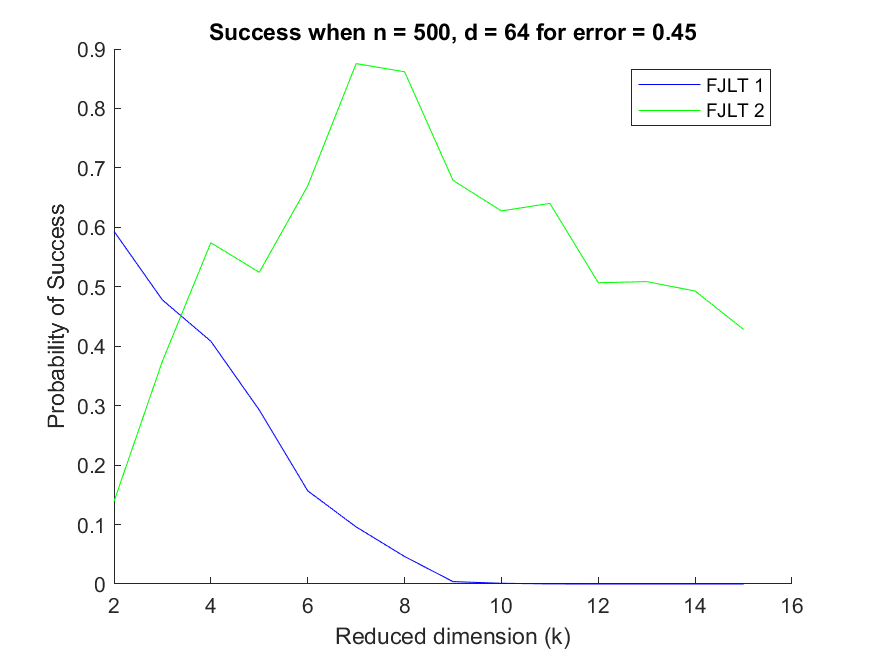 Success when n = 500, d = 64 for error = 0.45
FJLT 1
FJLT 2
Probability of Success
0.9
0.8
0.7
0.6
0.5
0.4
0.3
0.2
0.1
0
2 4 6 8 10 12 14 16
Reduced dimension (k)